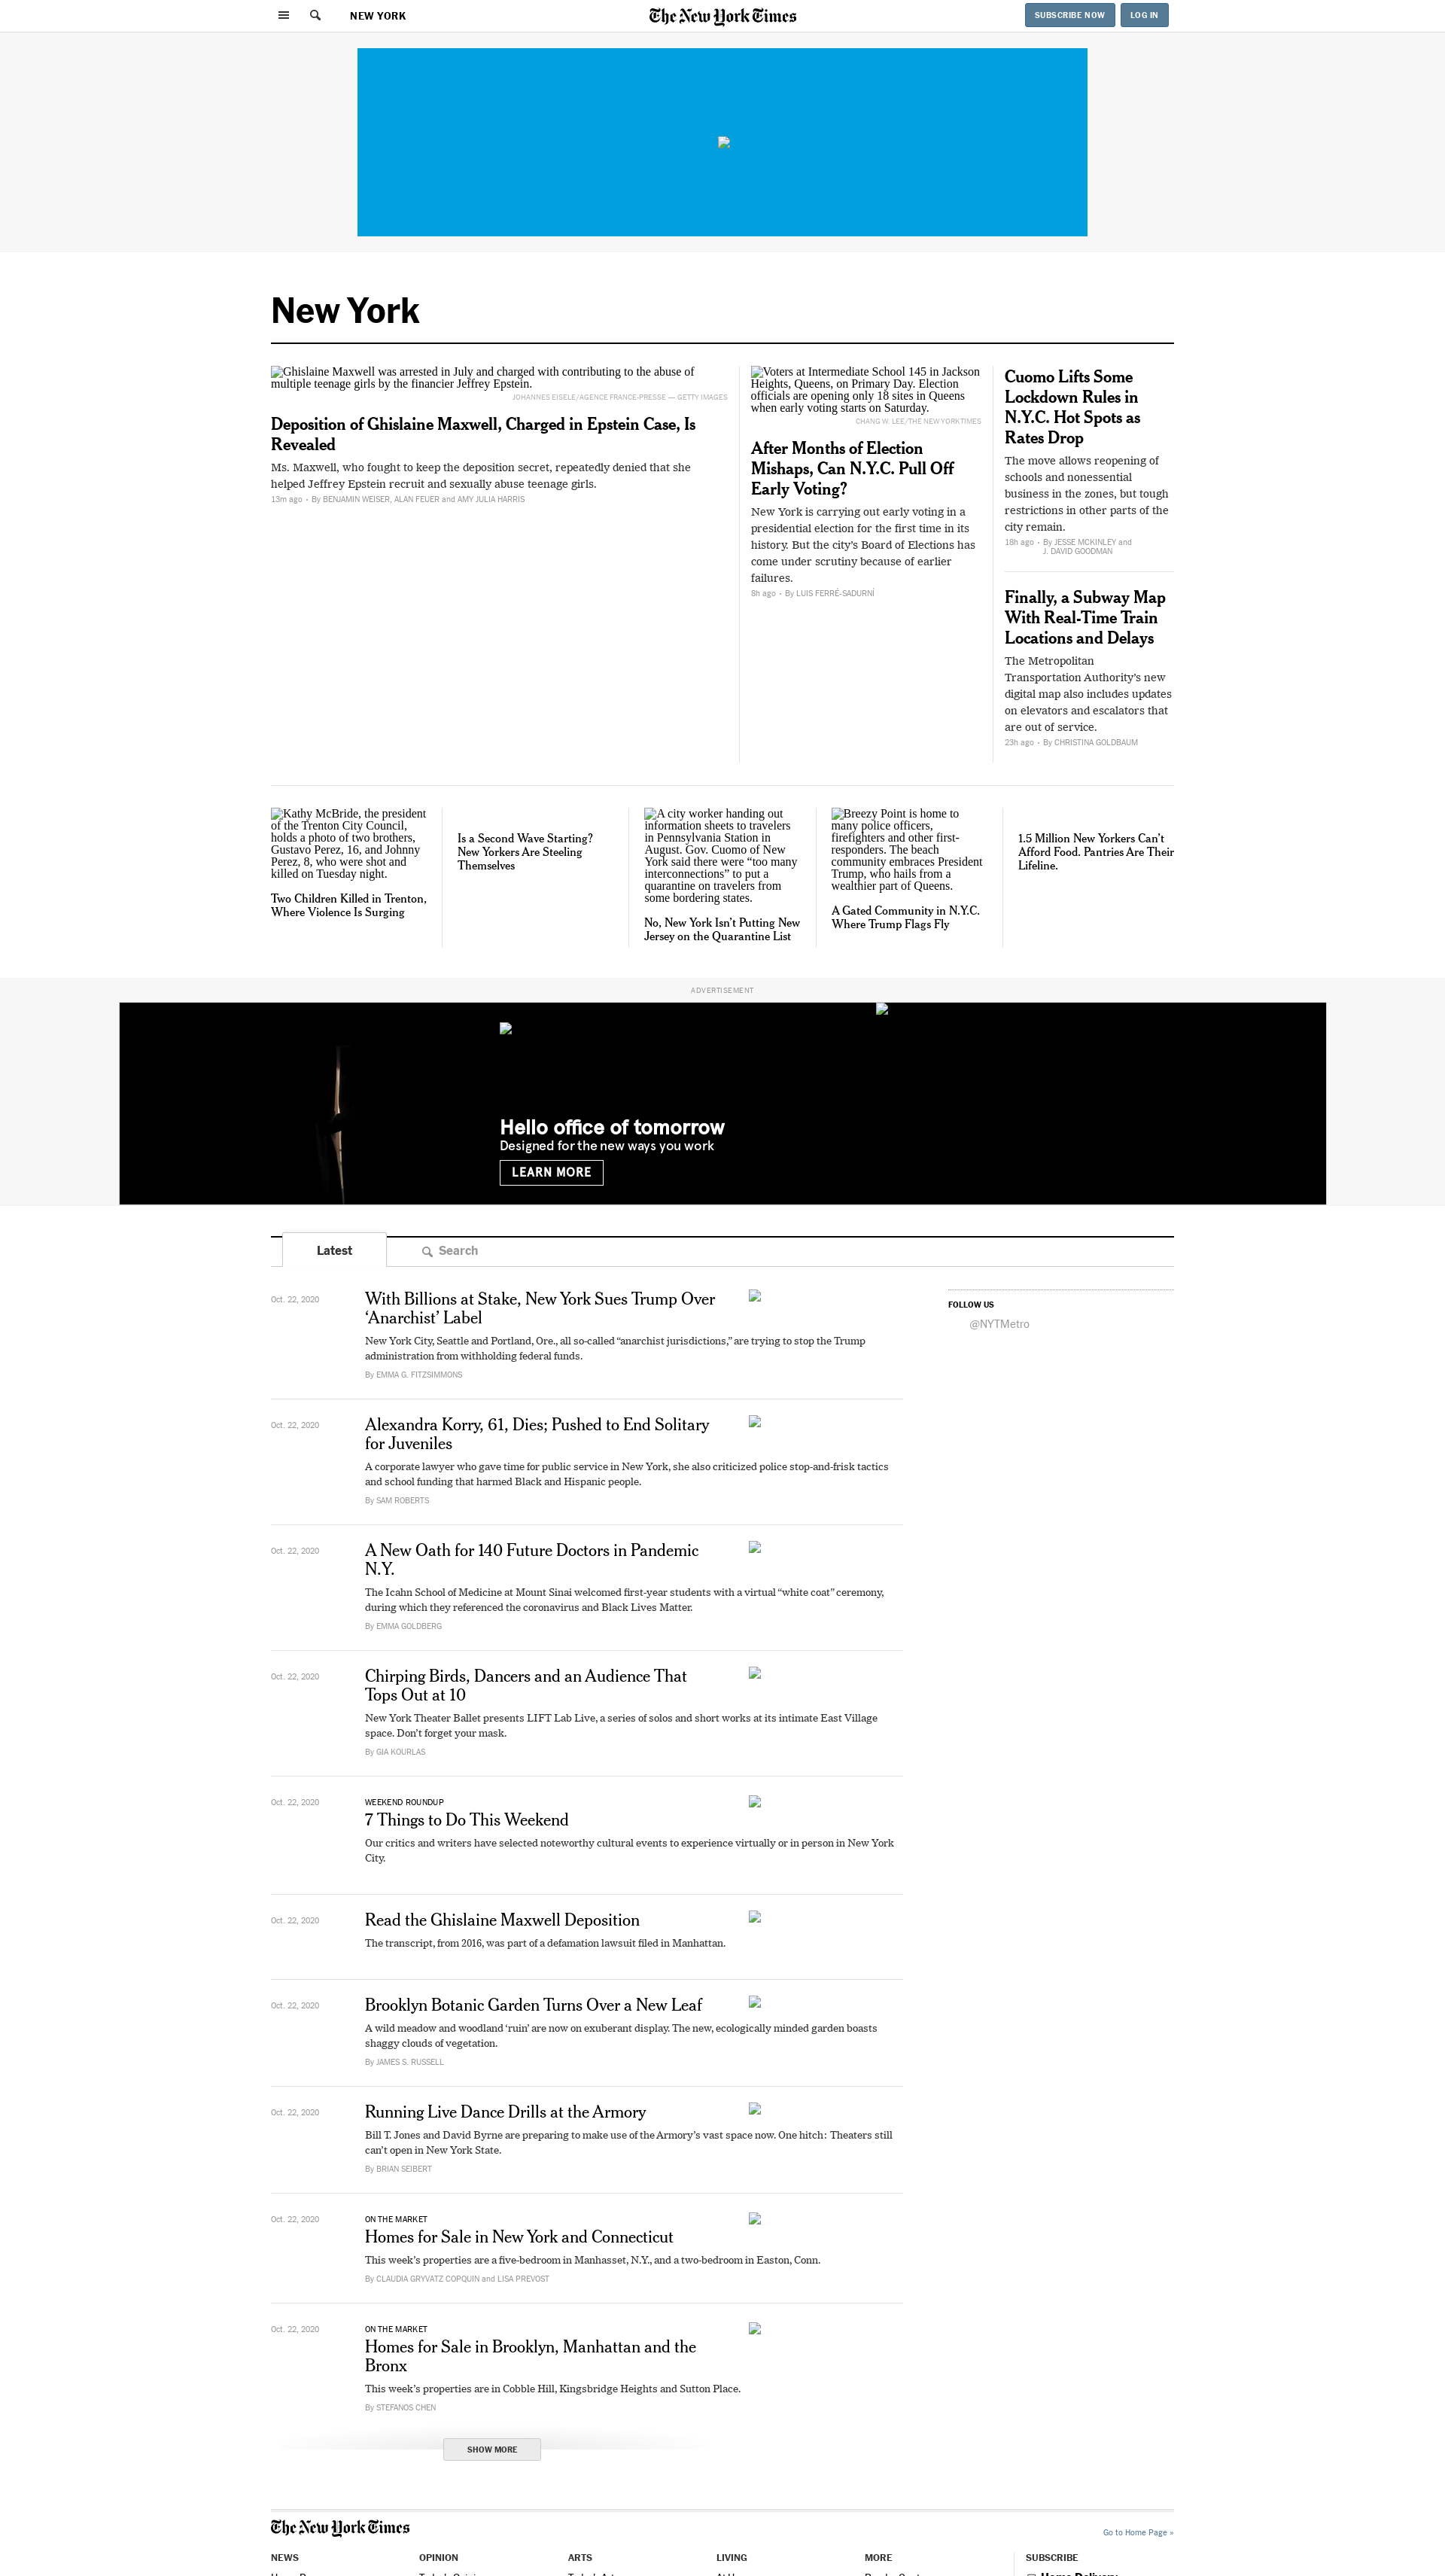 NEW YORK
The New York Times
SUBSCRIBE NOW
LOG IN
New York
Ghislaine Maxwell was arrested in July and charged with contributing to the abuse of
multiple teenage girls by the financier Jeffrey Epstein.
JOHANNES EISELE/AGENCE FRANCE-PRESSE — GETTY IMAGES
Deposition of Ghislaine Maxwell, Charged in Epstein Case, Is
Revealed
Ms. Maxwell, who fought to keep the deposition secret, repeatedly denied that she
helped Jeffrey Epstein recruit and sexually abuse teenage girls.
13m ago • By BENJAMIN WEISER, ALAN FEUER and AMY JULIA HARRIS
Voters at Intermediate School 145 in Jackson
Heights, Queens, on Primary Day. Election
officials are opening only 18 sites in Queens
when early voting starts on Saturday.
CHANG W. LEE/THE NEW YORK TIMES
After Months of Election
Mishaps, Can N.Y.C. Pull Off
Early Voting?
New York is carrying out early voting in a
presidential election for the first time in its
history. But the city’s Board of Elections has
come under scrutiny because of earlier
failures.
8h ago • By LUIS FERRÉ-SADURNÍ
Cuomo Lifts Some
Lockdown Rules in
N.Y.C. Hot Spots as
Rates Drop
The move allows reopening of
schools and nonessential
business in the zones, but tough
restrictions in other parts of the
city remain.
18h ago • By JESSE MCKINLEY and
J. DAVID GOODMAN
Finally, a Subway Map
With Real-Time Train
Locations and Delays
The Metropolitan
Transportation Authority’s new
digital map also includes updates
on elevators and escalators that
are out of service.
23h ago • By CHRISTINA GOLDBAUM
Kathy McBride, the president
of the Trenton City Council,
holds a photo of two brothers,
Gustavo Perez, 16, and Johnny
Perez, 8, who were shot and
killed on Tuesday night.
Two Children Killed in Trenton,
Where Violence Is Surging
Is a Second Wave Starting?
New Yorkers Are Steeling
Themselves
A city worker handing out
information sheets to travelers
in Pennsylvania Station in
August. Gov. Cuomo of New
York said there were “too many
interconnections” to put a
quarantine on travelers from
some bordering states.
No, New York Isn’t Putting New
Jersey on the Quarantine List
Breezy Point is home to
many police officers,
firefighters and other first-
responders. The beach
community embraces President
Trump, who hails from a
wealthier part of Queens.
A Gated Community in N.Y.C.
Where Trump Flags Fly
1.5 Million New Yorkers Can’t
Afford Food. Pantries Are Their
Lifeline.
ADVERTISEMENT
Hello office of tomorrow
Designed for the new ways you work
LEARN MORE
Latest
Search
Oct. 22, 2020
With Billions at Stake, New York Sues Trump Over
‘Anarchist’ Label
New York City, Seattle and Portland, Ore., all so-called “anarchist jurisdictions,” are trying to stop the Trump
administration from withholding federal funds.
By EMMA G. FITZSIMMONS
FOLLOW US
@NYTMetro
Oct. 22, 2020
Alexandra Korry, 61, Dies; Pushed to End Solitary
for Juveniles
A corporate lawyer who gave time for public service in New York, she also criticized police stop-and-frisk tactics
and school funding that harmed Black and Hispanic people.
By SAM ROBERTS
Oct. 22, 2020
A New Oath for 140 Future Doctors in Pandemic
N.Y.
The Icahn School of Medicine at Mount Sinai welcomed first-year students with a virtual “white coat” ceremony,
during which they referenced the coronavirus and Black Lives Matter.
By EMMA GOLDBERG
Oct. 22, 2020
Chirping Birds, Dancers and an Audience That
Tops Out at 10
New York Theater Ballet presents LIFT Lab Live, a series of solos and short works at its intimate East Village
space. Don’t forget your mask.
By GIA KOURLAS
Oct. 22, 2020
WEEKEND ROUNDUP
7 Things to Do This Weekend
Our critics and writers have selected noteworthy cultural events to experience virtually or in person in New York
City.
Oct. 22, 2020
Read the Ghislaine Maxwell Deposition
The transcript, from 2016, was part of a defamation lawsuit filed in Manhattan.
Oct. 22, 2020
Brooklyn Botanic Garden Turns Over a New Leaf
A wild meadow and woodland ‘ruin’ are now on exuberant display. The new, ecologically minded garden boasts
shaggy clouds of vegetation.
By JAMES S. RUSSELL
Oct. 22, 2020
Running Live Dance Drills at the Armory
Bill T. Jones and David Byrne are preparing to make use of the Armory’s vast space now. One hitch: Theaters still
can’t open in New York State.
By BRIAN SEIBERT
Oct. 22, 2020
ON THE MARKET
Homes for Sale in New York and Connecticut
This week’s properties are a five-bedroom in Manhasset, N.Y., and a two-bedroom in Easton, Conn.
By CLAUDIA GRYVATZ COPQUIN and LISA PREVOST
Oct. 22, 2020
ON THE MARKET
Homes for Sale in Brooklyn, Manhattan and the
Bronx
This week’s properties are in Cobble Hill, Kingsbridge Heights and Sutton Place.
By STEFANOS CHEN
SHOW MORE
The New York Times
Go to Home Page »
NEWS
OPINION
ARTS
LIVING
MORE
SUBSCRIBE